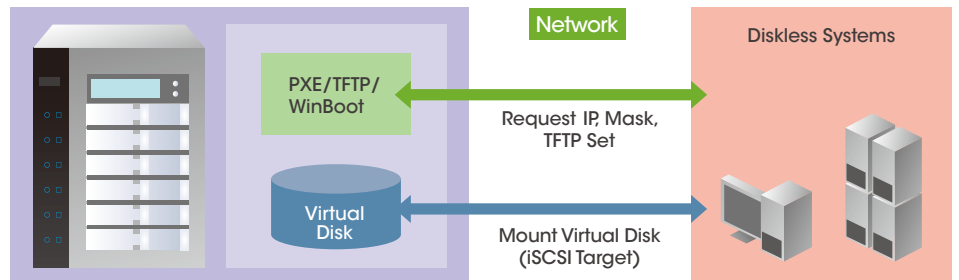 Network
Diskless Systems
PXE/TFTP/
WinBoot
Request IP, Mask,
TFTP Set
Virtual
Disk
Mount Virtual Disk
(iSCSI Target)